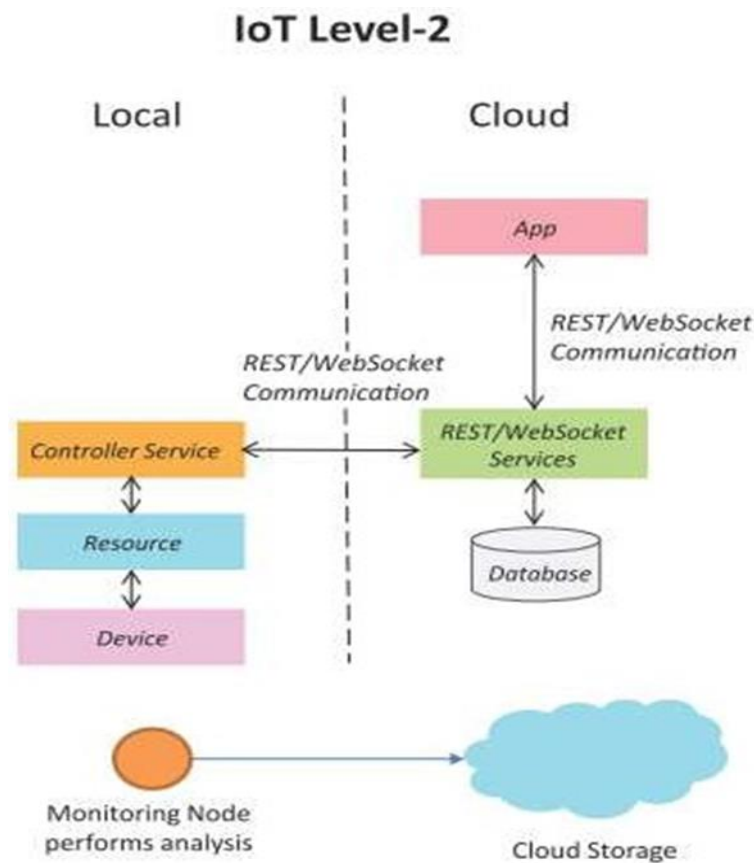 IoT Level-2
Local
Cloud
App
REST/WebSocket
Communication
REST/WebSocket
Communication
Controller Service
REST/WebSocket
Services
Resource
Database
Device
Monitoring Node
performs analysis
Cloud Storage